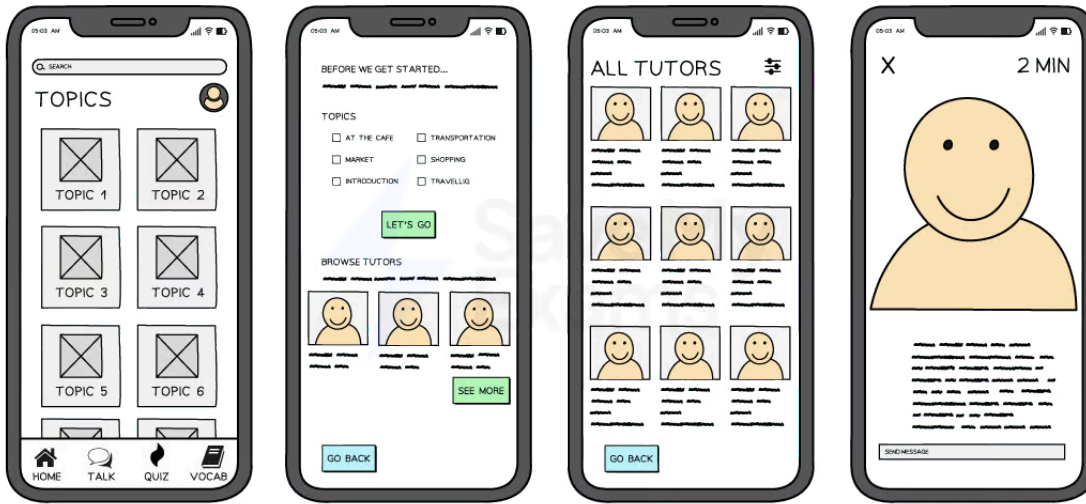 05:03 AM
SEARCH
TOPICS
TOPIC 1 TOPIC 2
TOPIC 3 TOPIC 4
TOPIC 5 TOPIC 6
HOME TALK QUIZ VOCAB
05:03 AM
BEFORE WE GET STARTED...
TOPICS
AT THE CAFE TRANSPORTATION
MARKET SHOPPING
INTRODUCTION TRAVELLIG
LET'S GO
BROWSE TUTORS
SEE MORE
GO BACK
05:03 AM
ALL TUTORS
GO BACK
05:03 AM
X 2 MIN
SEND MESSAGE
Save My
Exams